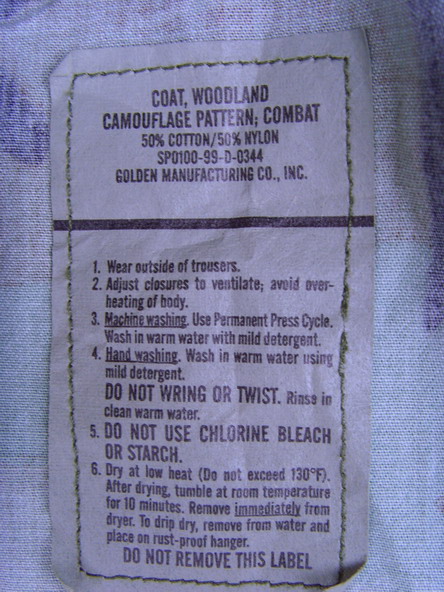 COAT, WOODLAND
CAMOUFLAGE PATTERN; COMBAT
50% COTTON/50% NYLON
SPO100-99-D-0344
GOLDEN MANUFACTURING CO., INC.
1. Wear outside of trousers.
2. Adjust closures to ventilate; avoid over-
heating of body.
3. Machine washing. Use Permanent Press Cycle.
Wash in warm water with mild detergent.
4. Hand washing. Wash in warm water using
mild detergent.
DO NOT WRING OR TWIST. Rinse in
clean warm water.
5. DO NOT USE CHLORINE BLEACH
OR STARCH.
6. Dry at low heat (Do not exceed 130°F).
After drying, tumble at room temperature
for 10 minutes. Remove immediately from
dryer. To drip dry, remove from water and
place on rust-proof hanger.
DO NOT REMOVE THIS LABEL